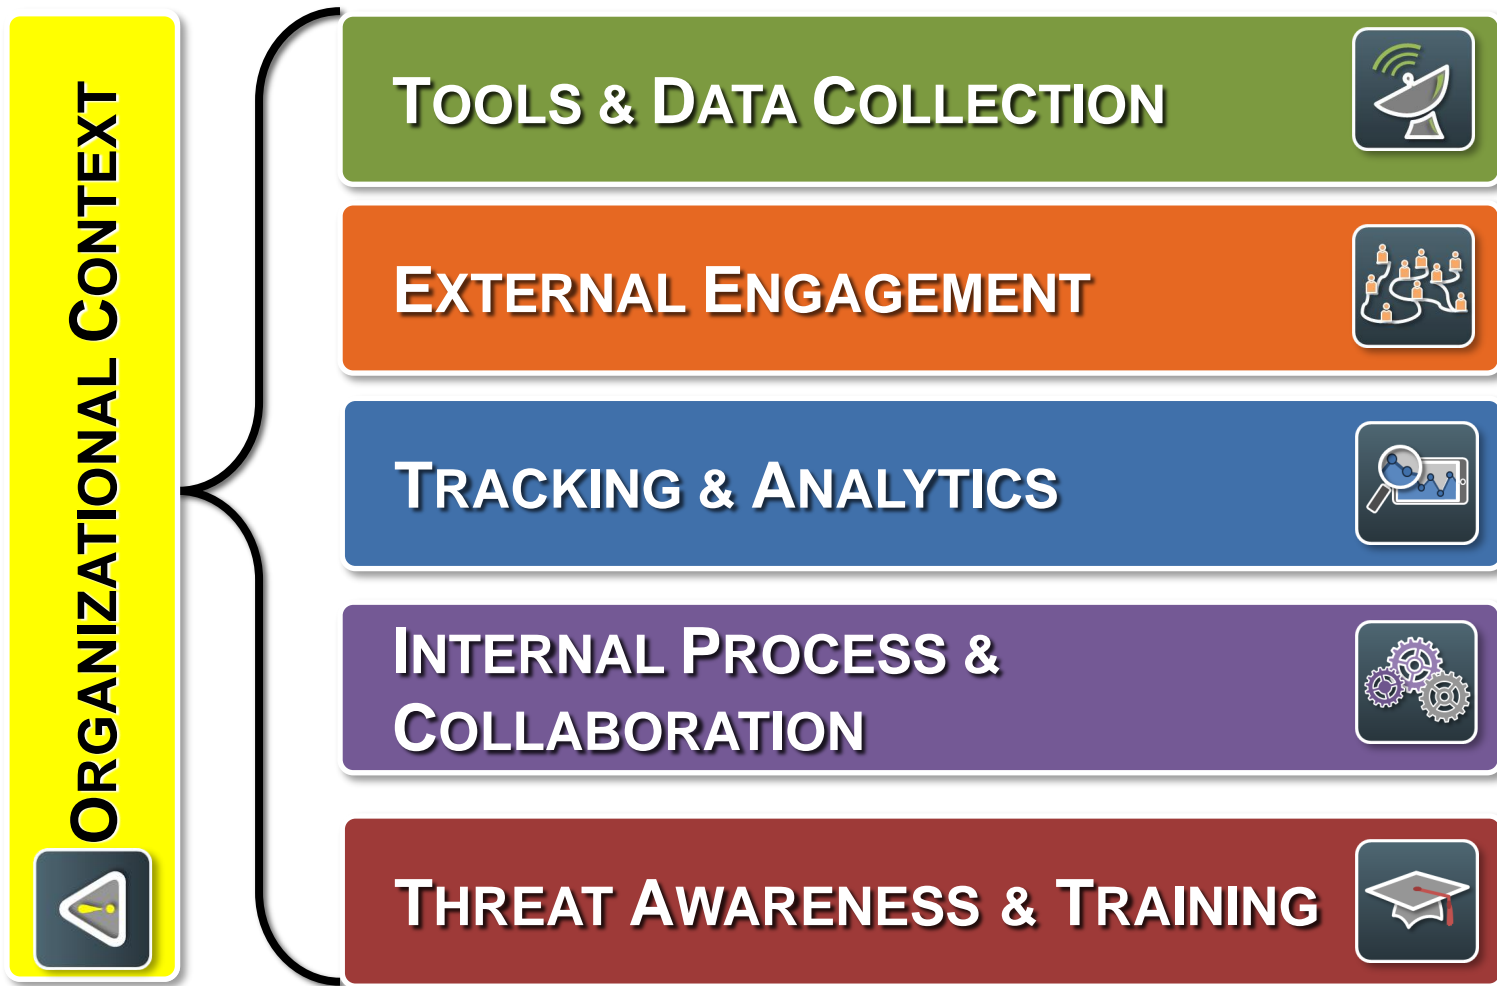 ORGANIZATIONAL CONTEXT
TOOLS & DATA COLLECTION
EXTERNAL ENGAGEMENT
TRACKING & ANALYTICS
INTERNAL PROCESS &
COLLABORATION
THREAT AWARENESS & TRAINING